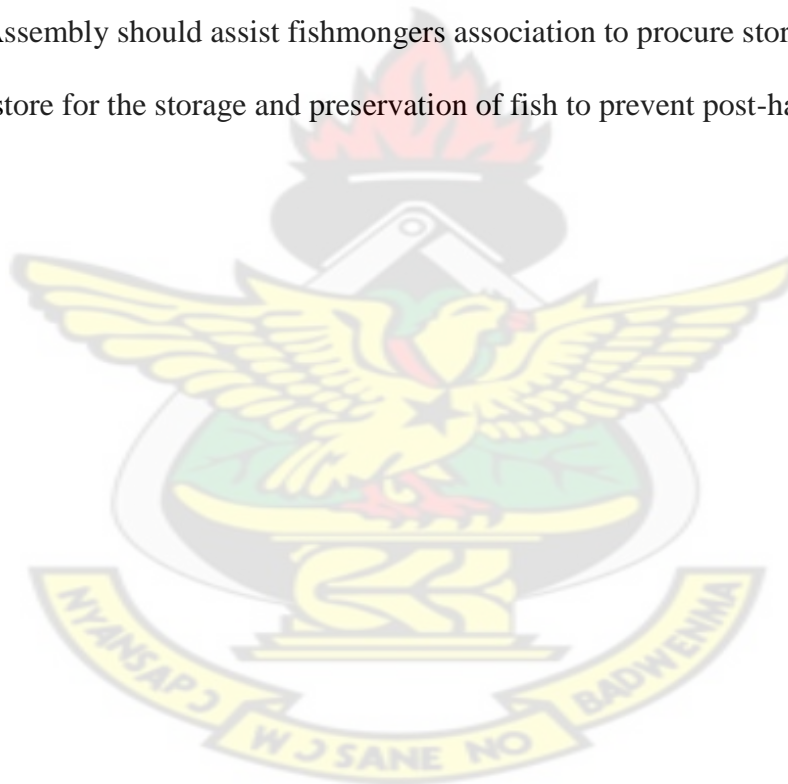 Assembly should assist fishmongers association to procure stor
store for the storage and preservation of fish to prevent post-ha
NYANSAPƆ WƆSANE NO BADWENMA